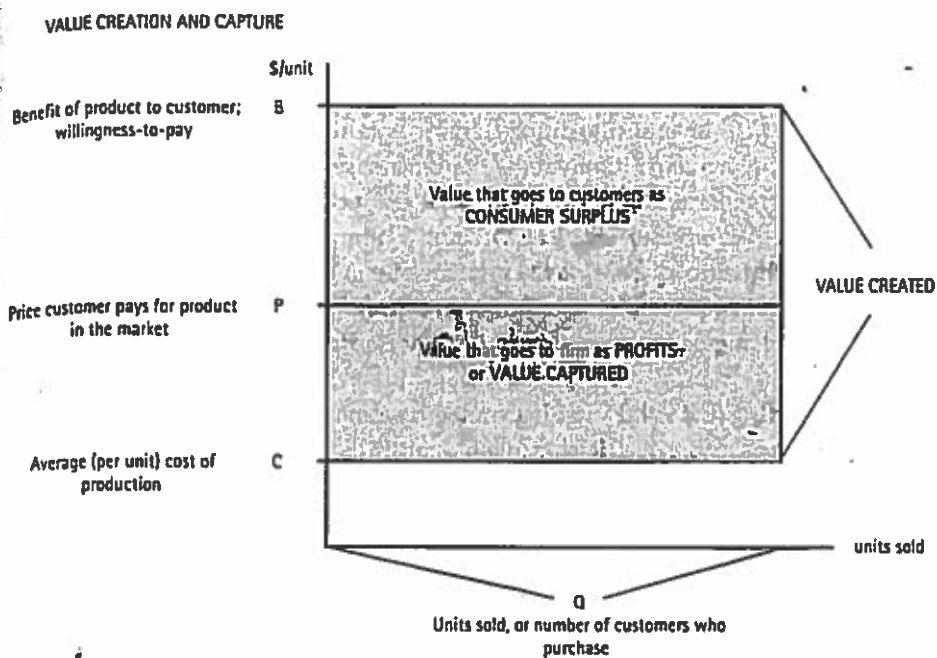 VALUE CREATION AND CAPTURE
$/unit
Benefit of product to customer;
willingness-to-pay
B
Value that goes to customers as
CONSUMER SURPLUS
VALUE CREATED
Price customer pays for product
in the market
P
Value that goes to firm as PROFITS
or VALUE CAPTURED
Average (per unit) cost of
production
C
units sold
Q
Units sold, or number of customers who
purchase